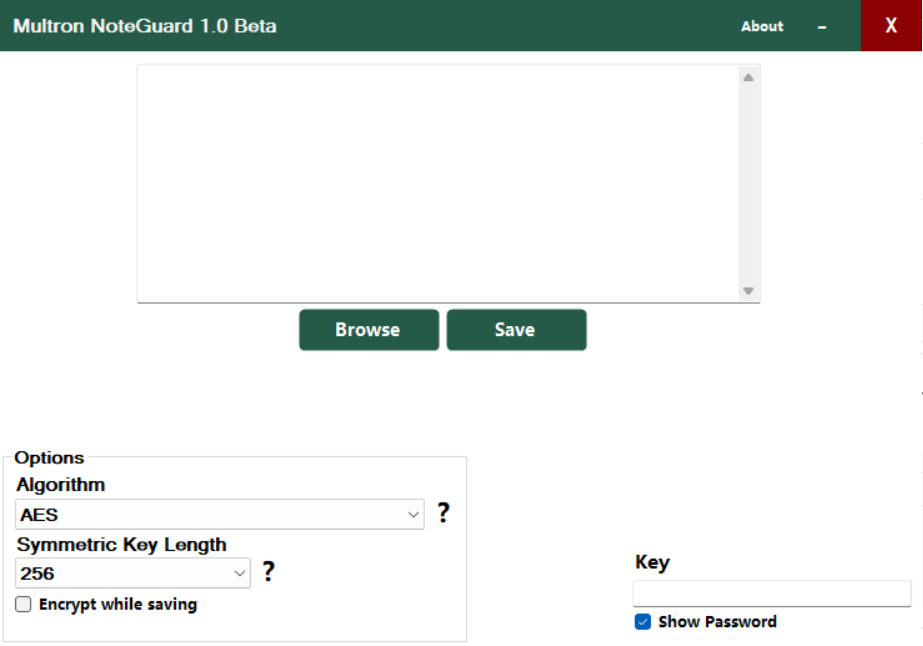 Multron NoteGuard 1.0 Beta
About – X
Browse Save
Options
Algorithm
AES ?
Symmetric Key Length
256 ?
Encrypt while saving
Key
Show Password